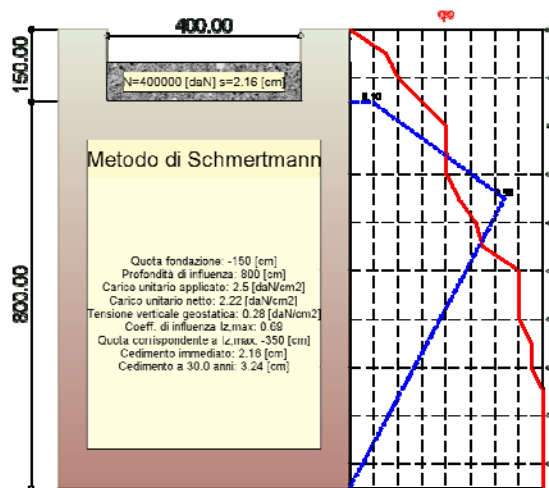 400.00
qc
150.00
N=400000 [daN] s=2.16 [cm]
0.10
Metodo di Schmertmann
800.00
Quota fondazione: -150 [cm]
Profondità di influenza: 800 [cm]
Carico unitario applicato: 2.5 [daN/cm2]
Carico unitario netto: 2.22 [daN/cm2]
Tensione verticale geostatica: 0.28 [daN/cm2]
Coeff. di influenza Iz,max: 0.69
Quota corrispondente a Iz,max. -350 [cm]
Cedimento immediato: 2.16 [cm]
Cedimento a 30.0 anni: 3.24 [cm]